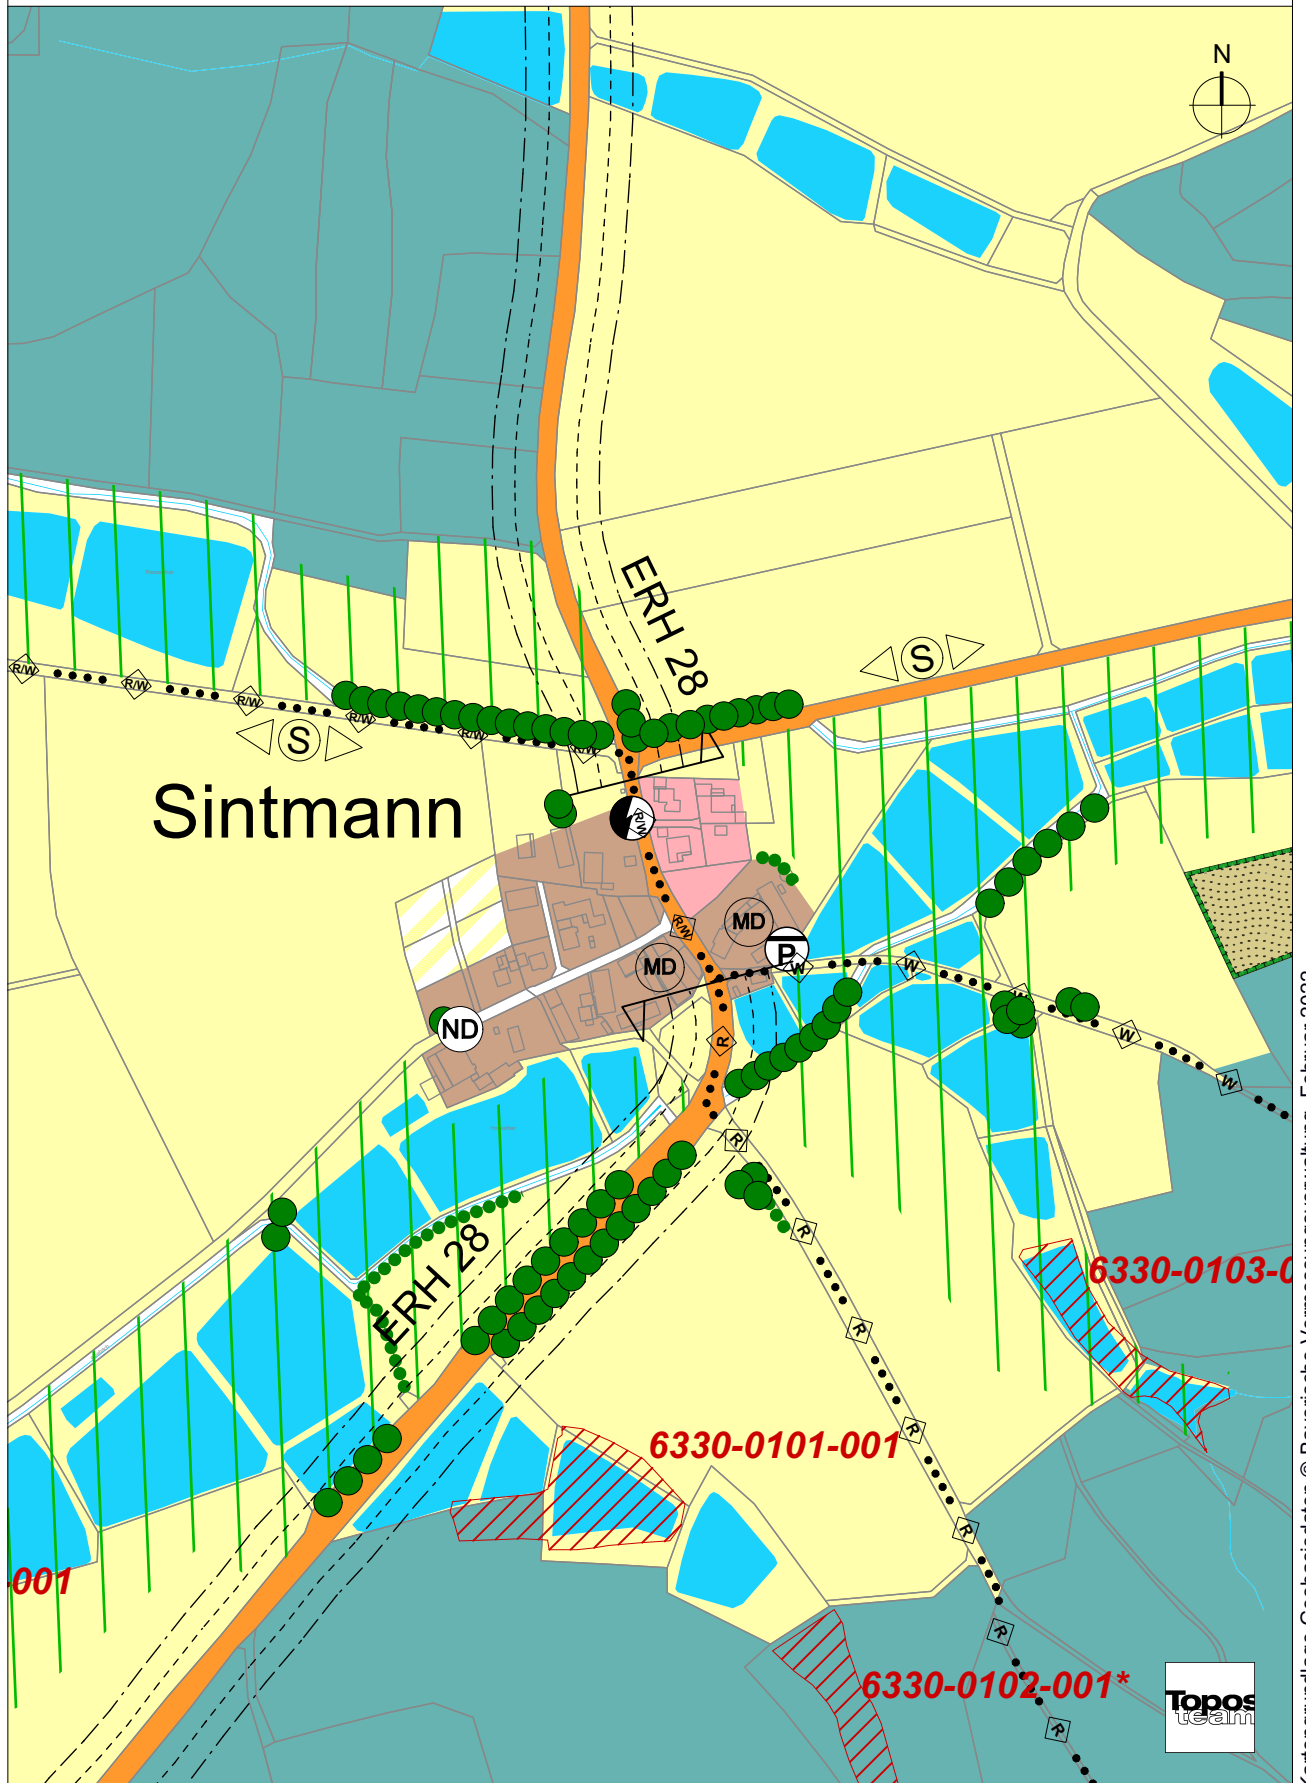 N
ERH 28
S
R/W
R/W
R/W
R/W
R/W
R/W
S
Sintmann
R/W
MD
R/W
MD
P
W
W
W
ND
R
W
W
R
R
ERH 28
6330-0103-0
R
6330-0101-001
R
R
-001
R
6330-0102-001*
R
Topos
team